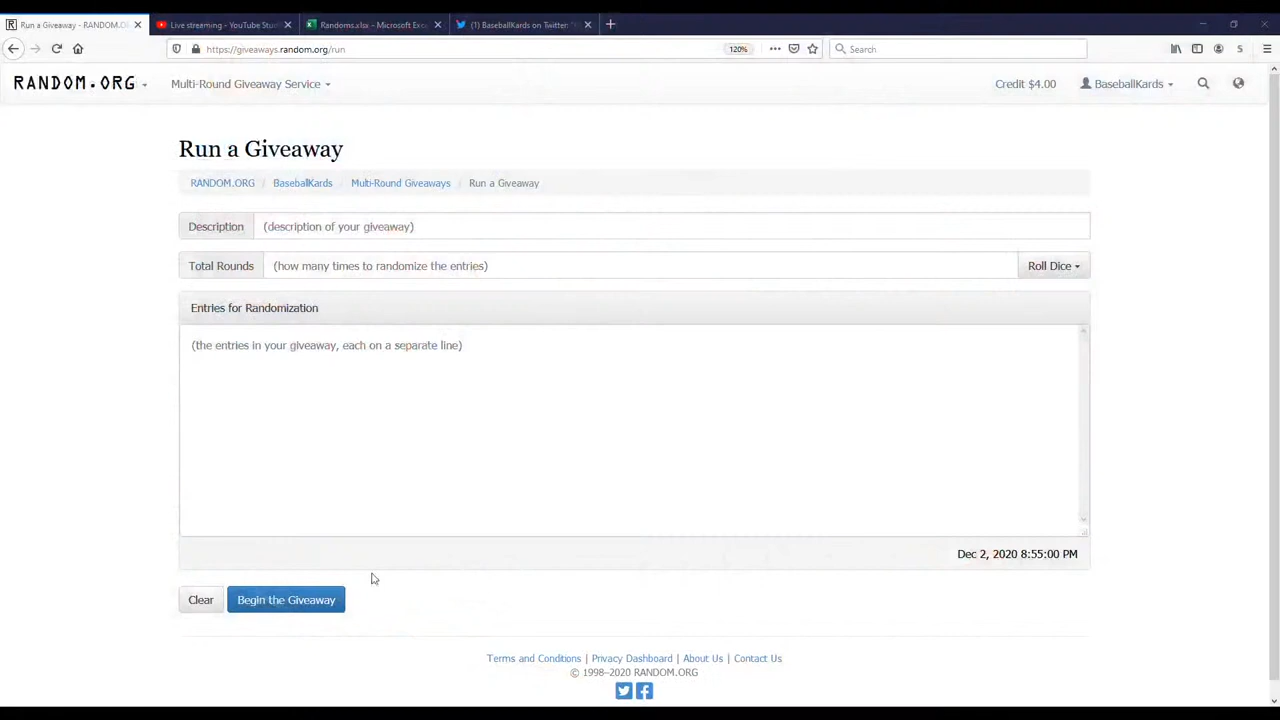 Run a Giveaway - RANDOM.O
Live streaming - YouTube Stu
Randoms.xlsx - Microsoft Exce
(1) BaseballKards on Twitter: "
https://giveaways.random.org/run
120%
Search
S
RANDOM.ORG
Multi-Round Giveaway Service
Credit $4.00
BaseballKards
Run a Giveaway
RANDOM.ORG / BaseballKards / Multi-Round Giveaways / Run a Giveaway
Description (description of your giveaway)
Total Rounds (how many times to randomize the entries) Roll Dice
Entries for Randomization
(the entries in your giveaway, each on a separate line)
Dec 2, 2020 8:55:00 PM
Clear Begin the Giveaway
Terms and Conditions | Privacy Dashboard | About Us | Contact Us
© 1998–2020 RANDOM.ORG